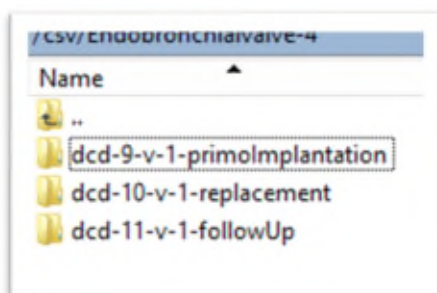 /csv/Endobronchialvalve-4
Name
..
dcd-9-v-1-primoImplantation
dcd-10-v-1-replacement
dcd-11-v-1-followUp